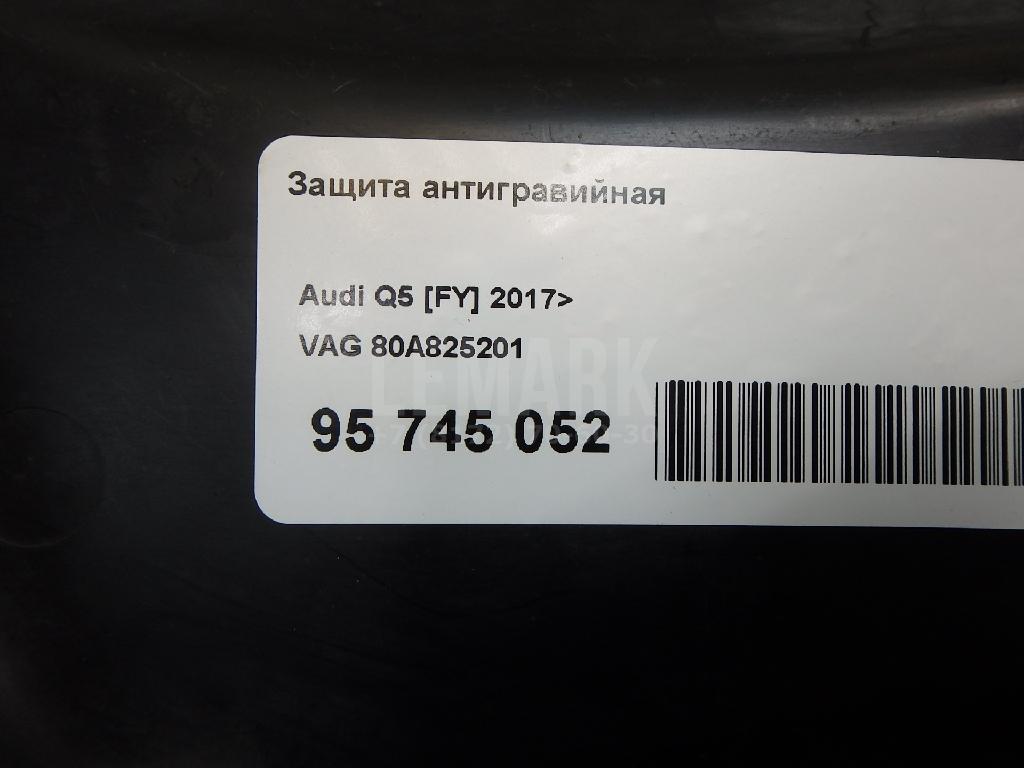 Защита антигравийная
Audi Q5 [FY] 2017>
VAG 80A825201
LEMARK
95 745 052